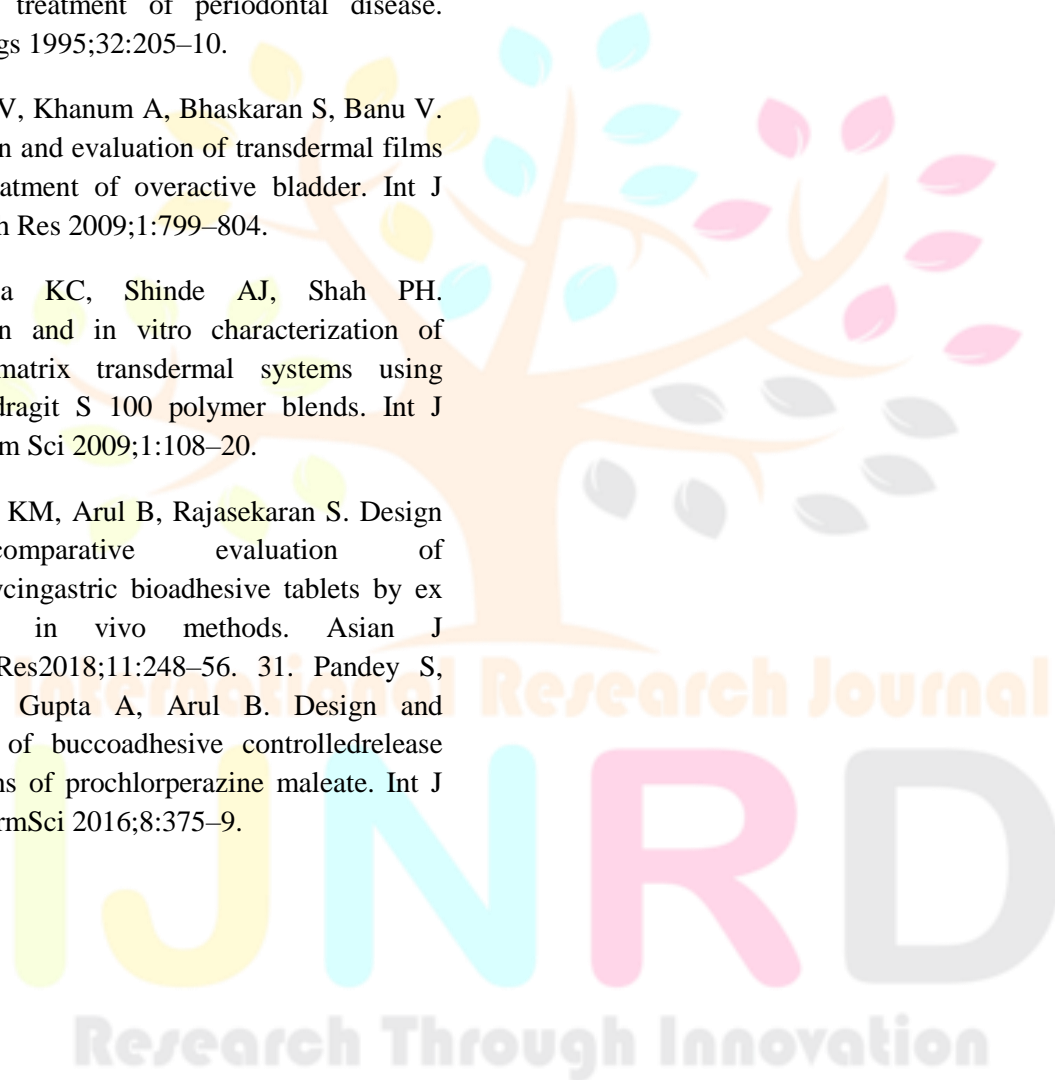 treatment of periodontal disease.
gs 1995;32:205–10.
V, Khanum A, Bhaskaran S, Banu V.
n and evaluation of transdermal films
eatment of overactive bladder. Int J
n Res 2009;1:799–804.
a KC, Shinde AJ, Shah PH.
n and in vitro characterization of
matrix transdermal systems using
dragit S 100 polymer blends. Int J
m Sci 2009;1:108–20.
KM, Arul B, Rajasekaran S. Design
comparative evaluation of
ycingastric bioadhesive tablets by ex
in vivo methods. Asian J
Res2018;11:248–56. 31. Pandey S,
Gupta A, Arul B. Design and
of buccoadhesive controlledrelease
ns of prochlorperazine maleate. Int J
rmSci 2016;8:375–9.
International Research Journal
IJNRD
Research Through Innovation